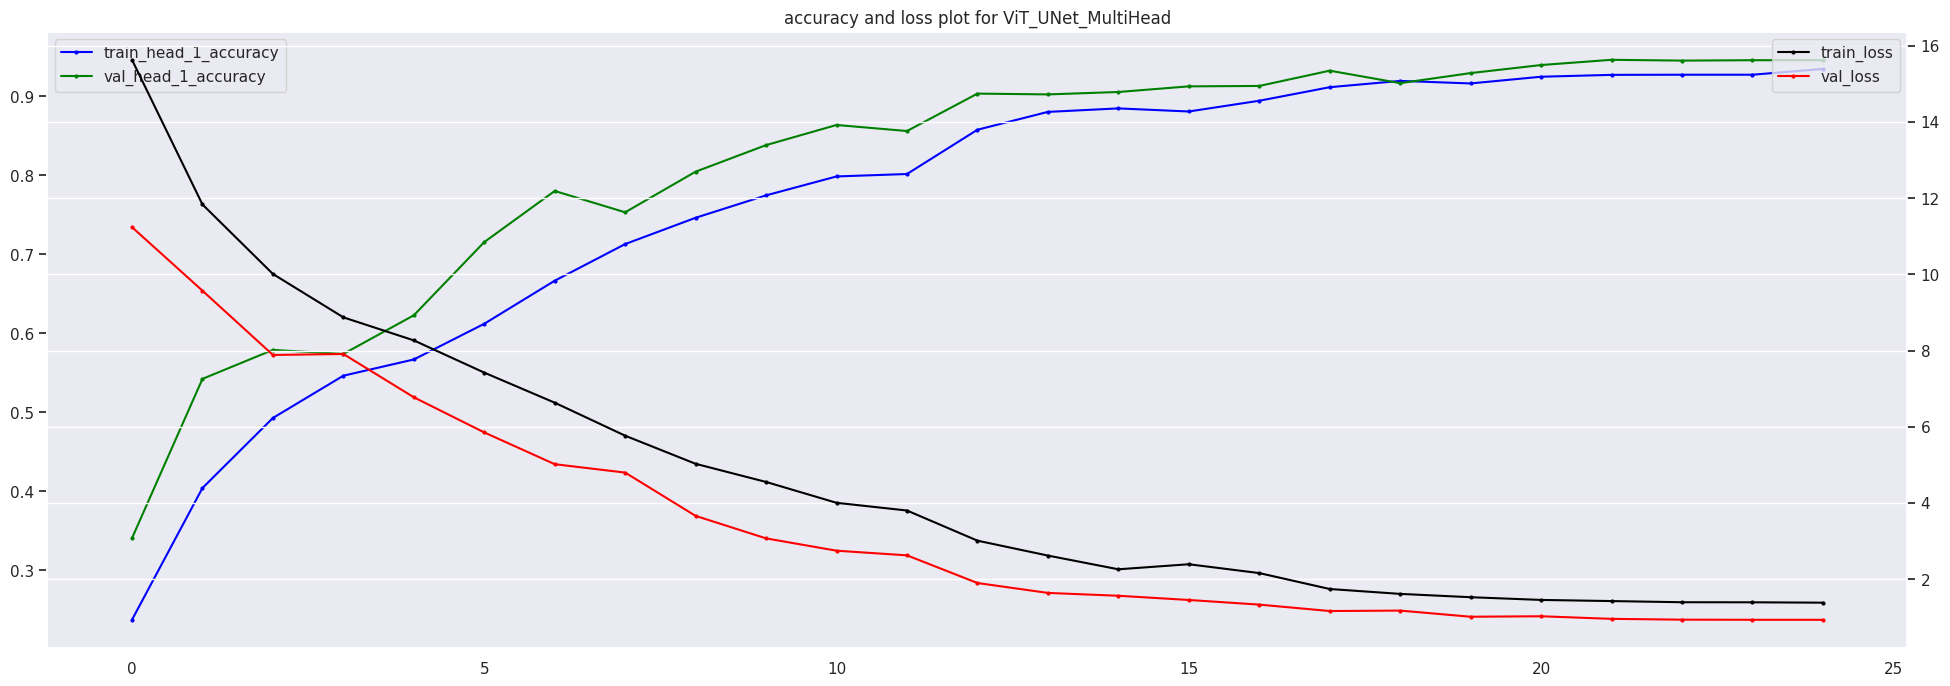 accuracy and loss plot for ViT_UNet_MultiHead
train_head_1_accuracy
val_head_1_accuracy
train_loss
val_loss
0.9
0.8
0.7
0.6
0.5
0.4
0.3
16
14
12
10
8
6
4
2
0 5 10 15 20 25